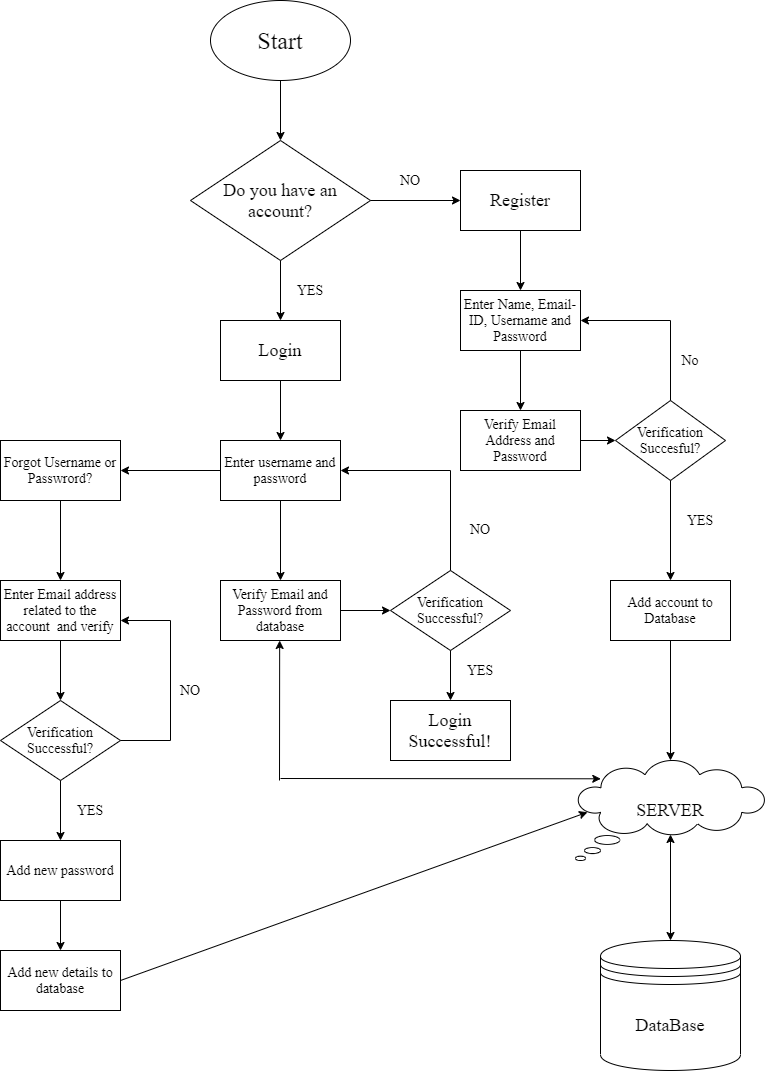 Start
Do you have an
account?
NO
Register
YES
Enter Name, Email-
ID, Username and
Password
Login
No
Verify Email
Address and
Password
Verification
Succesful?
Forgot Username or
Passwrord?
Enter username and
password
NO
YES
Enter Email address
related to the
account and verify
Verify Email and
Password from
database
Verification
Successful?
Add account to
Database
YES
NO
Login
Successful!
Verification
Successful?
YES
SERVER
Add new password
Add new details to
database
DataBase